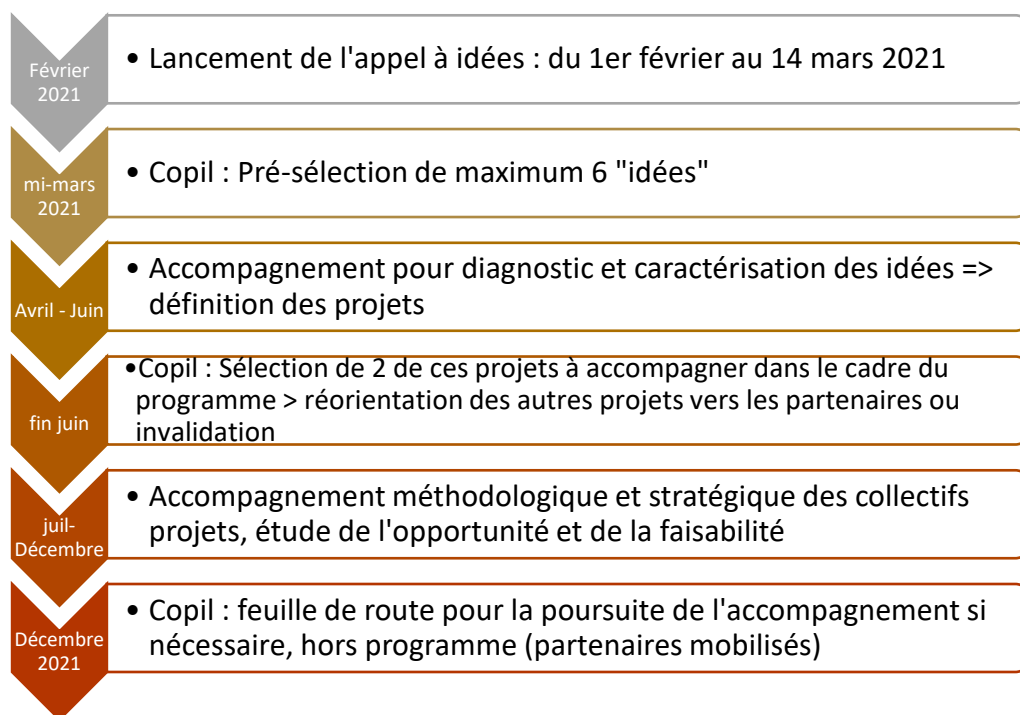 Février
2021
• Lancement de l'appel à idées : du 1er février au 14 mars 2021
mi-mars
2021
• Copil : Pré-sélection de maximum 6 "idées"
Avril - Juin
• Accompagnement pour diagnostic et caractérisation des idées =>
définition des projets
fin juin
•Copil : Sélection de 2 de ces projets à accompagner dans le cadre du
programme > réorientation des autres projets vers les partenaires ou
invalidation
juil-
Décembre
• Accompagnement méthodologique et stratégique des collectifs
projets, étude de l'opportunité et de la faisabilité
Décembre
2021
• Copil : feuille de route pour la poursuite de l'accompagnement si
nécessaire, hors programme (partenaires mobilisés)